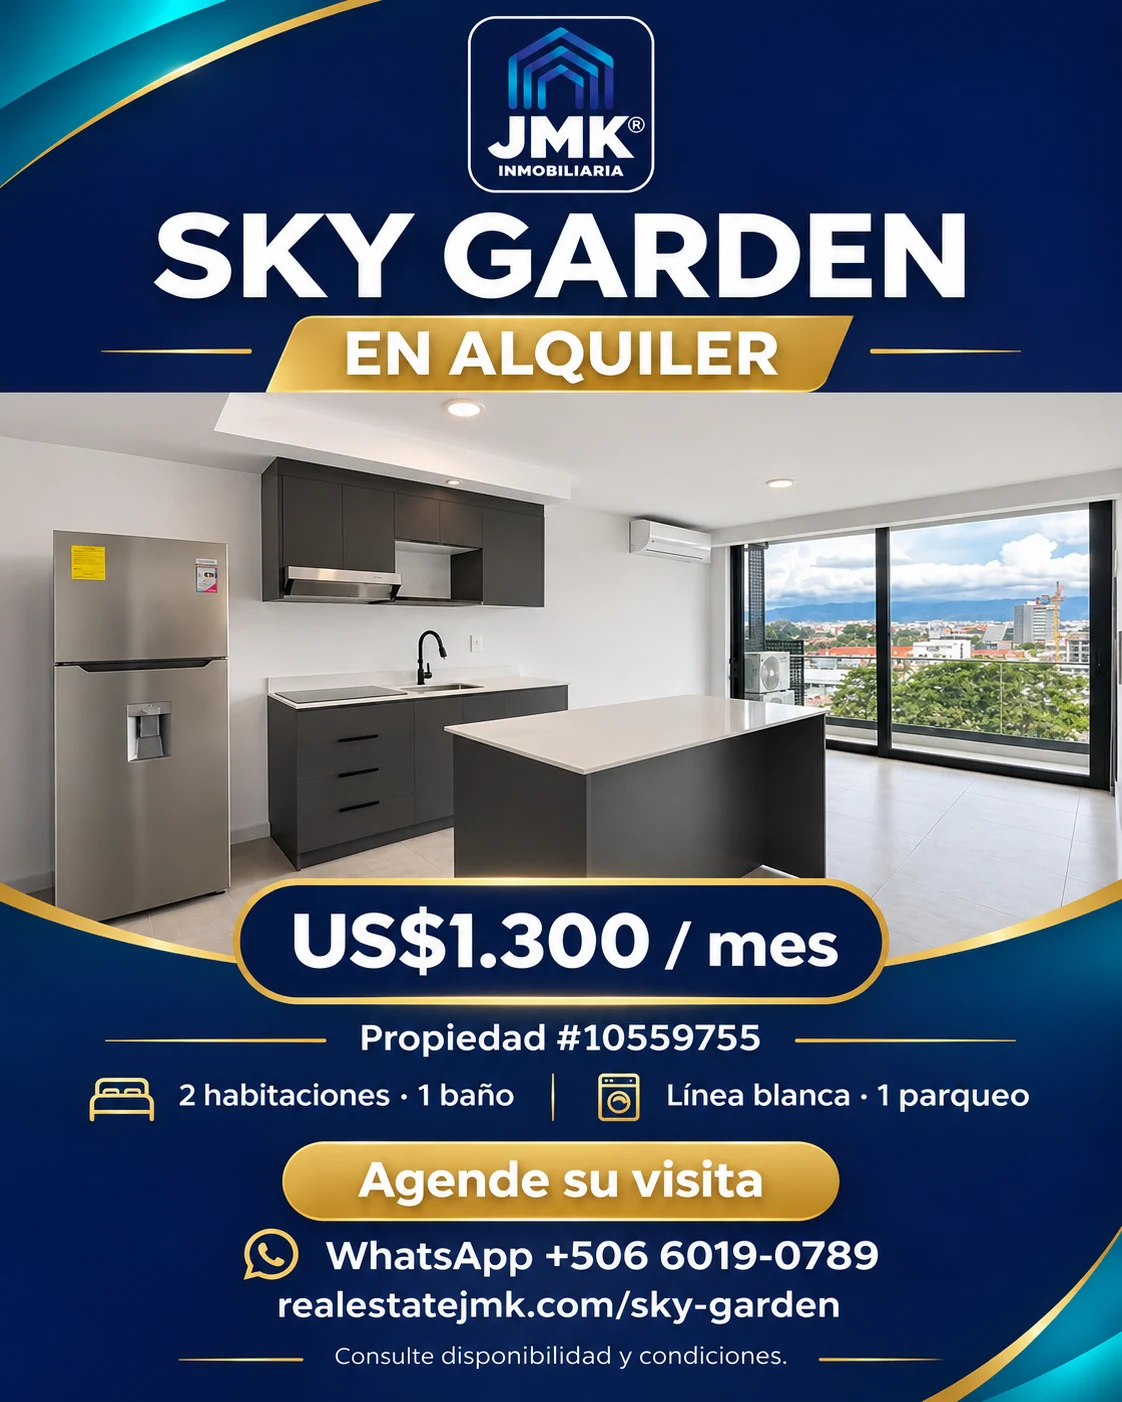 JMK®
INMOBILIARIA
SKY GARDEN
EN ALQUILER
US$1.300 / mes
Propiedad #10559755
2 habitaciones · 1 baño
Línea blanca · 1 parqueo
Agende su visita
WhatsApp +506 6019-0789
realestatejmk.com/sky-garden
Consulte disponibilidad y condiciones.